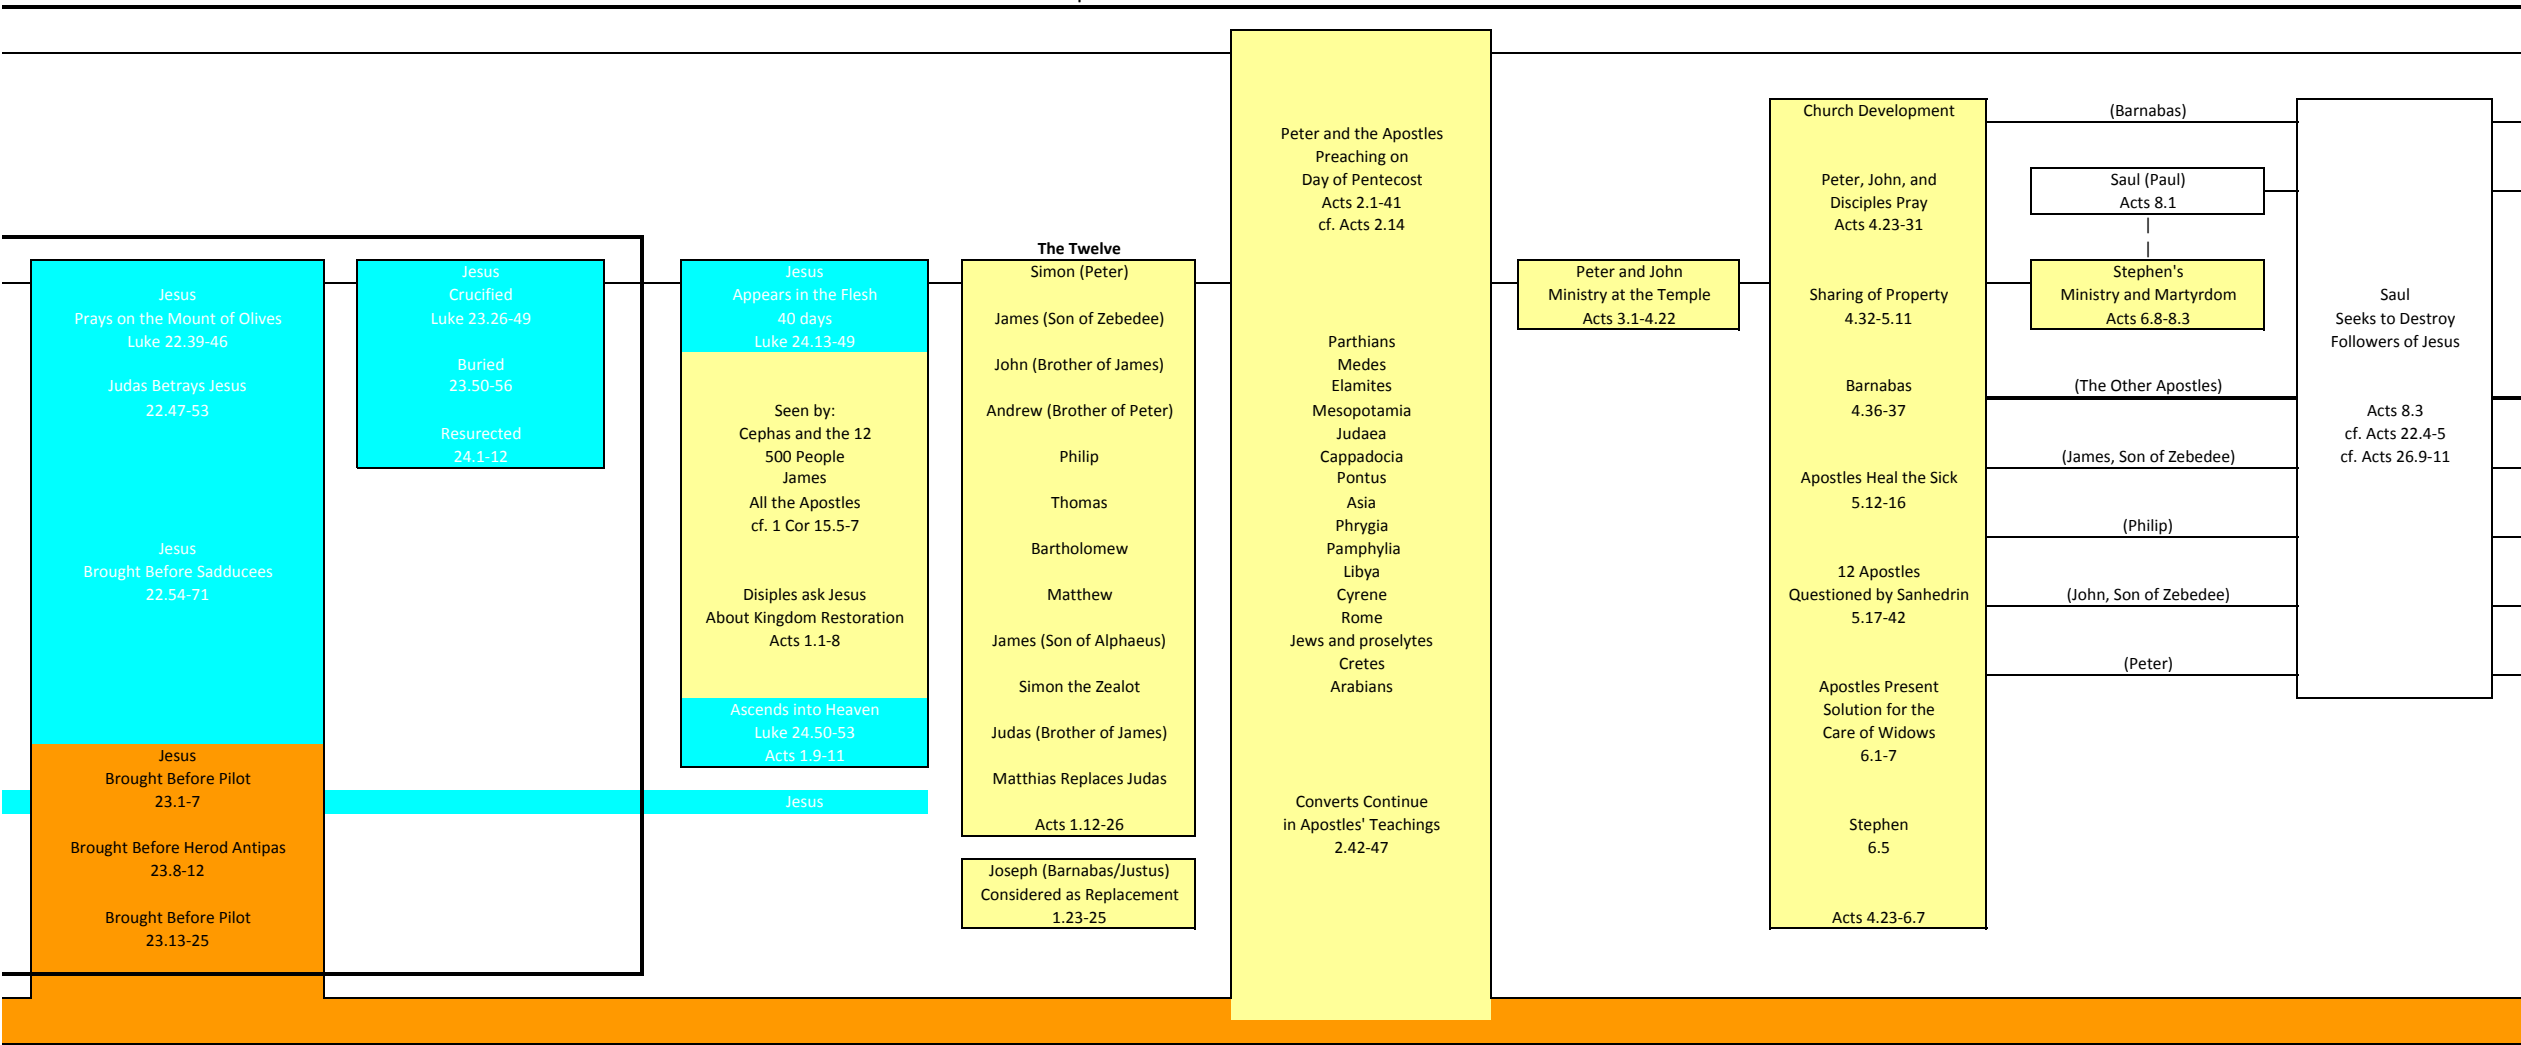 Jesus
Prays on the Mount of Olives
Luke 22.39-46
Judas Betrays Jesus
22.47-53
Jesus
Brought Before Sadducees
22.54-71
Jesus
Brought Before Pilot
23.1-7
Brought Before Herod Antipas
23.8-12
Brought Before Pilot
23.13-25
Jesus
Crucified
Luke 23.26-49
Buried
23.50-56
Resurected
24.1-12
Jesus
Appears in the Flesh
40 days
Luke 24.13-49
Seen by:
Cephas and the 12
500 People
James
All the Apostles
cf. 1 Cor 15.5-7
Disiples ask Jesus
About Kingdom Restoration
Acts 1.1-8
Ascends into Heaven
Luke 24.50-53
Acts 1.9-11
Jesus
The Twelve
Simon (Peter)
James (Son of Zebedee)
John (Brother of James)
Andrew (Brother of Peter)
Philip
Thomas
Bartholomew
Matthew
James (Son of Alphaeus)
Simon the Zealot
Judas (Brother of James)
Matthias Replaces Judas
Acts 1.12-26
Joseph (Barnabas/Justus)
Considered as Replacement
1.23-25
Peter and the Apostles
Preaching on
Day of Pentecost
Acts 2.1-41
cf. Acts 2.14
Parthians
Medes
Elamites
Mesopotamia
Judaea
Cappadocia
Pontus
Asia
Phrygia
Pamphylia
Libya
Cyrene
Rome
Jews and proselytes
Cretes
Arabians
Converts Continue
in Apostles' Teachings
2.42-47
Peter and John
Ministry at the Temple
Acts 3.1-4.22
Church Development
Peter, John, and
Disciples Pray
Acts 4.23-31
Sharing of Property
4.32-5.11
Barnabas
4.36-37
Apostles Heal the Sick
5.12-16
12 Apostles
Questioned by Sanhedrin
5.17-42
Apostles Present
Solution for the
Care of Widows
6.1-7
Stephen
6.5
Acts 4.23-6.7
(Barnabas)
Saul (Paul)
Acts 8.1
|
|
Stephen's
Ministry and Martyrdom
Acts 6.8-8.3
(The Other Apostles)
(James, Son of Zebedee)
(Philip)
(John, Son of Zebedee)
(Peter)
Saul
Seeks to Destroy
Followers of Jesus
Acts 8.3
cf. Acts 22.4-5
cf. Acts 26.9-11